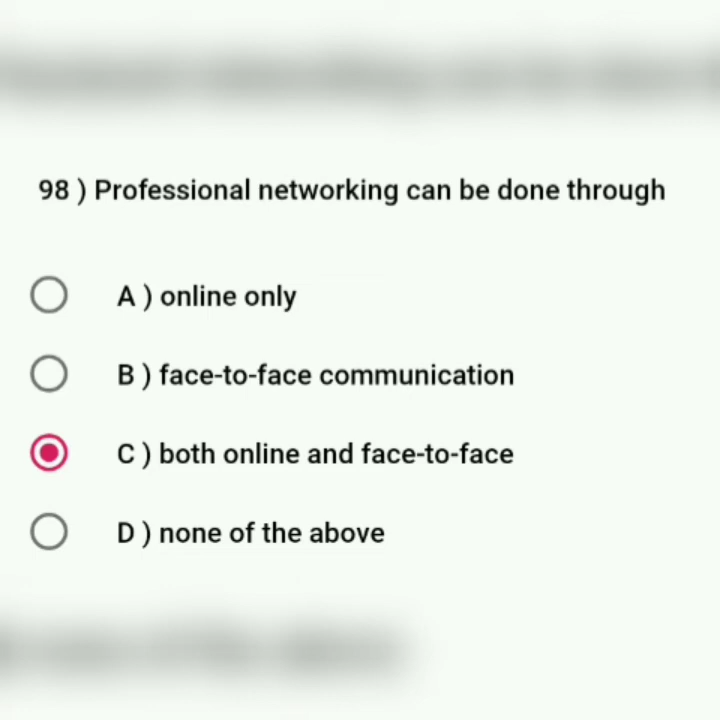 98 ) Professional networking can be done through
A ) online only
B ) face-to-face communication
C ) both online and face-to-face
D ) none of the above